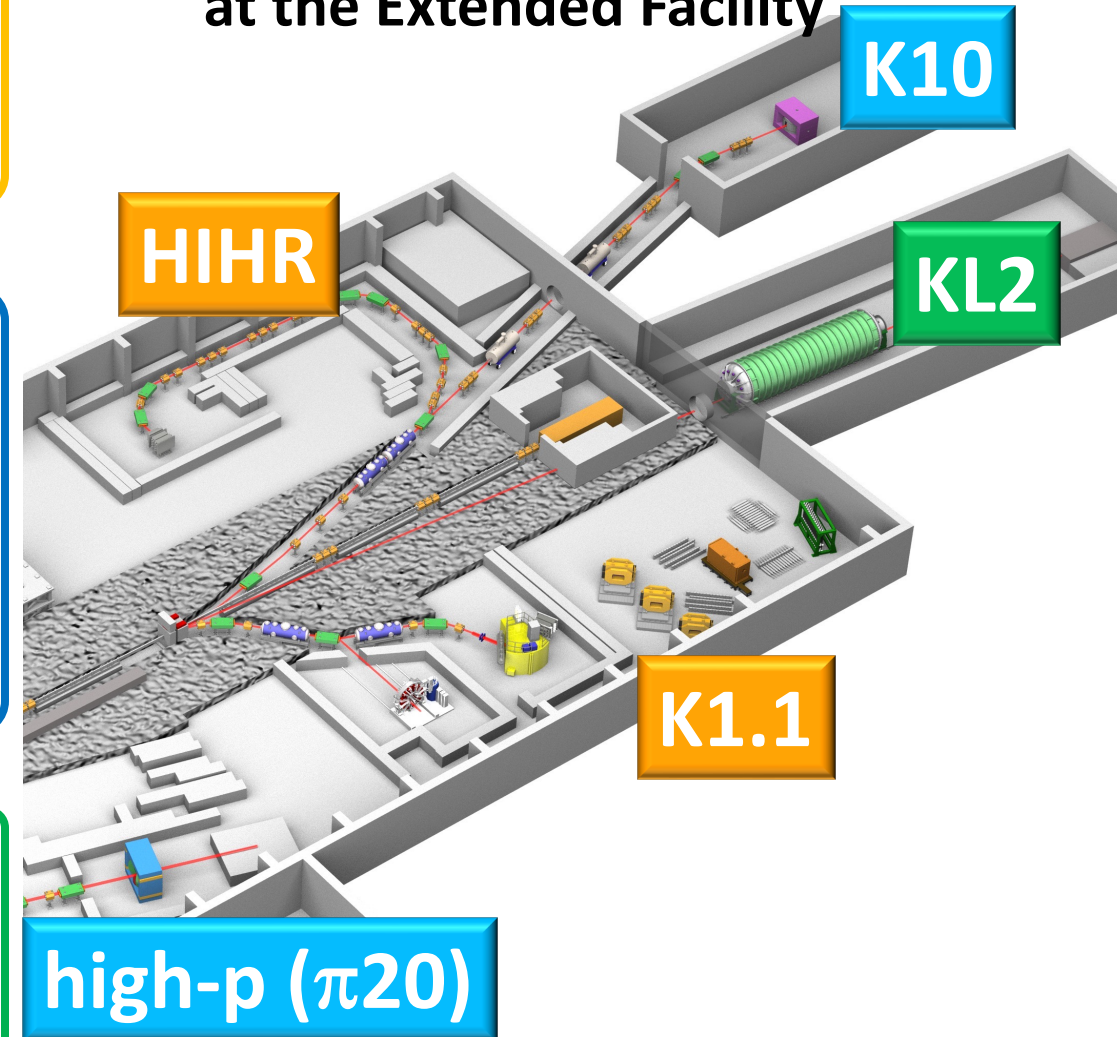 at the Extended Facility
K10
HIHR
KL2
K1.1
high-p (π20)